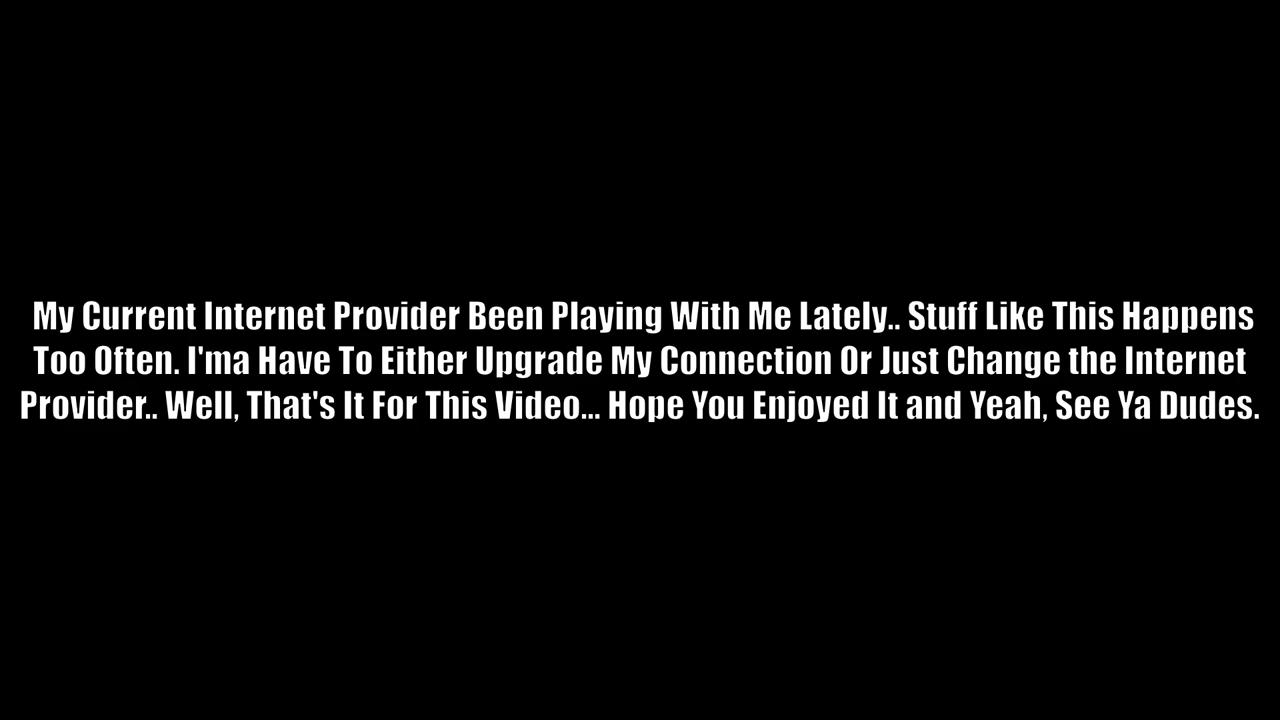 My Current Internet Provider Been Playing With Me Lately.. Stuff Like This Happens
Too Often. I'ma Have To Either Upgrade My Connection Or Just Change the Internet
Provider.. Well, That's It For This Video... Hope You Enjoyed It and Yeah, See Ya Dudes.